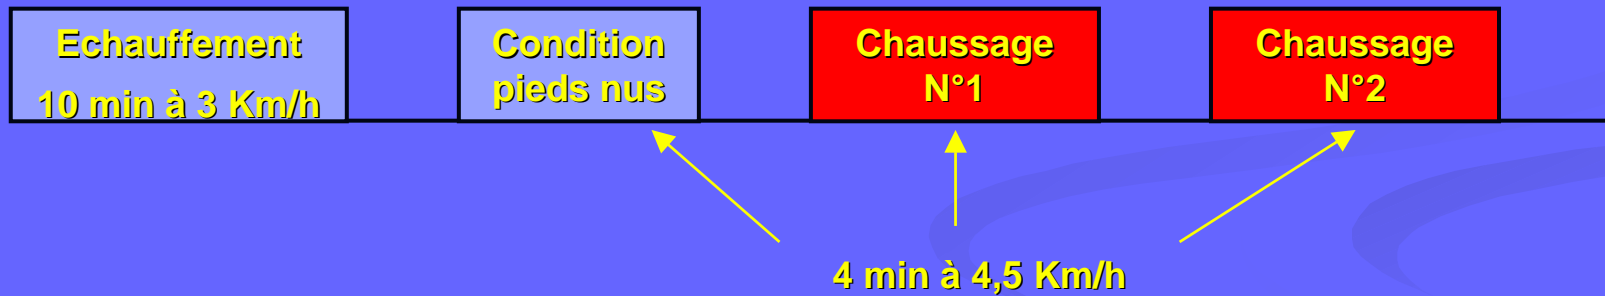 Echauffement
10 min à 3 Km/h
Condition
pieds nus
Chaussage
N°1
Chaussage
N°2
4 min à 4,5 Km/h